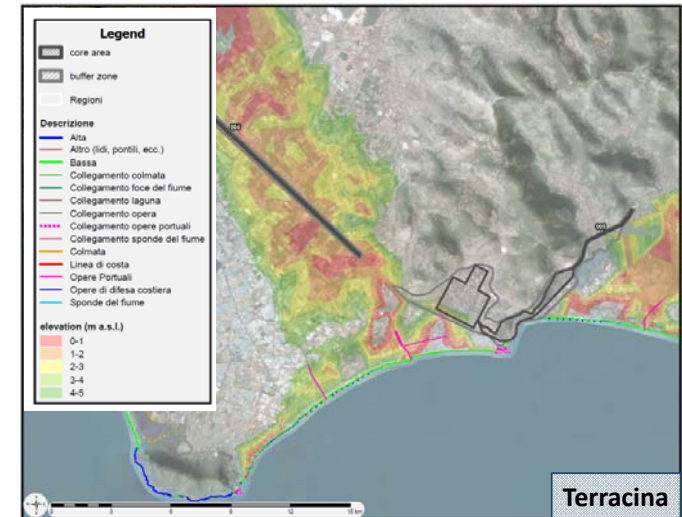 Legend
core area
buffer zone
Regioni
Descrizione
Alta
Altro (lidi, pontili, ecc.)
Bassa
Collegamento colmata
Collegamento foce del fiume
Collegamento laguna
Collegamento opera
Collegamento opere portuali
Collegamento sponde del fiume
Colmata
Linea di costa
Opere Portuali
Opere di difesa costiera
Sponde del fiume
elevation (m a.s.l.)
0-1
1-2
2-3
3-4
4-5
Terracina